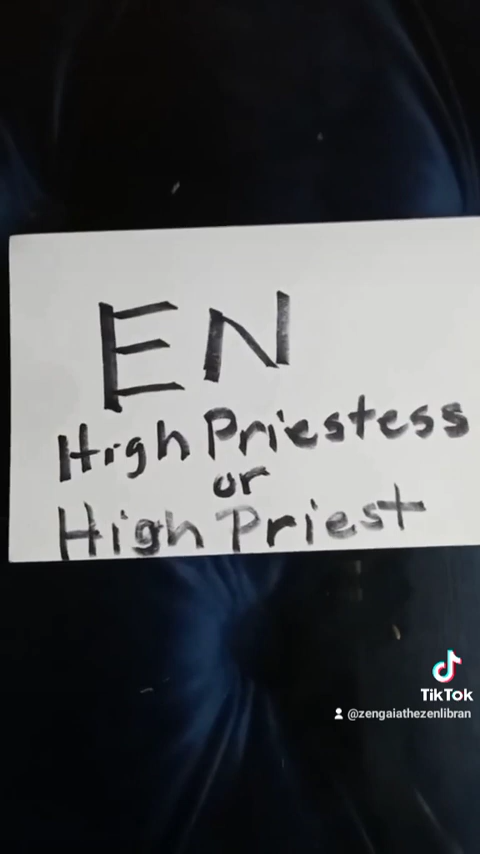 EN
High Priestess
or
High Priest
TikTok
@zengaiathezenlibran